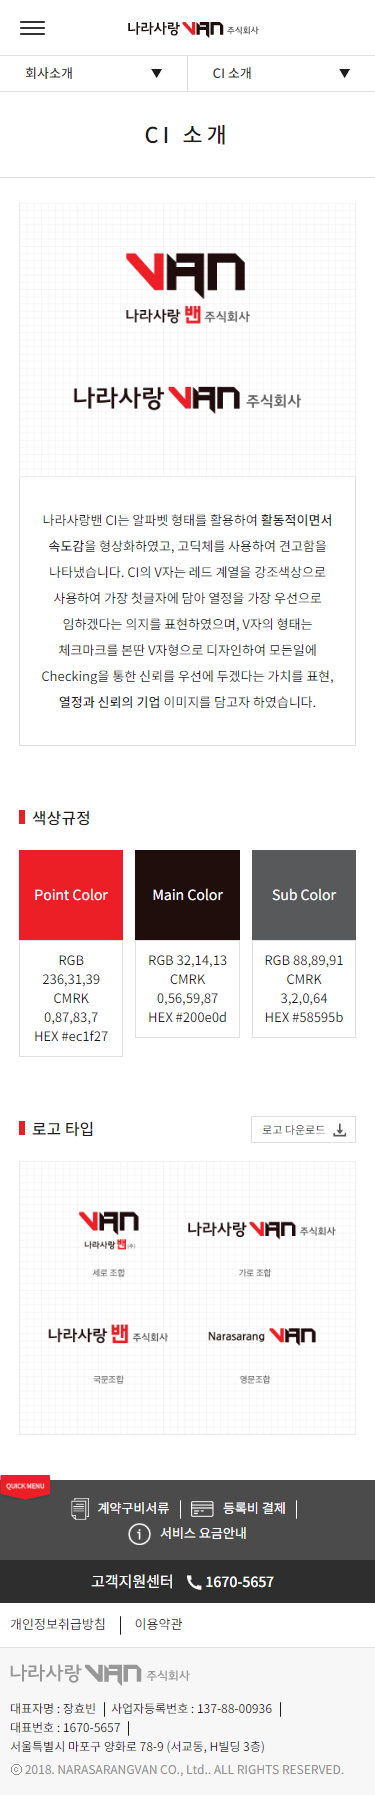 나라사랑 VAN 주식회사
회사소개 ▼ CI 소개 ▼
CI 소개
VAN
나라사랑 밴 주식회사
나라사랑 VAN 주식회사
나라사랑밴 CI는 알파벳 형태를 활용하여 활동적이면서
속도감을 형상화하였고, 고딕체를 사용하여 견고함을
나타냈습니다. CI의 V자는 레드 계열을 강조색상으로
사용하여 가장 첫글자에 담아 열정을 가장 우선으로
임하겠다는 의지를 표현하였으며, V자의 형태는
체크마크를 본딴 V자형으로 디자인하여 모든일에
Checking을 통한 신뢰를 우선에 두겠다는 가치를 표현,
열정과 신뢰의 기업 이미지를 담고자 하였습니다.
색상규정
Point Color
RGB
236,31,39
CMRK
0,87,83,7
HEX #ec1f27
Main Color
RGB 32,14,13
CMRK
0,56,59,87
HEX #200e0d
Sub Color
RGB 88,89,91
CMRK
3,2,0,64
HEX #58595b
로고 타입
로고 다운로드
VAN
나라사랑 밴 ㈜
세로 조합
나라사랑 VAN 주식회사
가로 조합
나라사랑 밴 주식회사
국문조합
Narasarang VAN
영문조합
QUICK MENU
계약구비서류 | 등록비 결제 |
서비스 요금안내
고객지원센터 1670-5657
개인정보취급방침 | 이용약관
나라사랑 VAN 주식회사
대표자명 : 장효빈 | 사업자등록번호 : 137-88-00936 |
대표번호 : 1670-5657 |
서울특별시 마포구 양화로 78-9 (서교동, H빌딩 3층)
ⓒ 2018. NARASARANGVAN CO., Ltd.. ALL RIGHTS RESERVED.